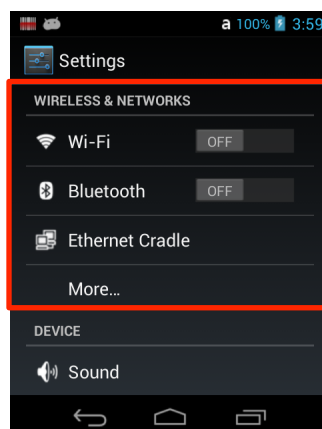 a 100% 3:59
Settings
WIRELESS & NETWORKS
Wi-Fi OFF
Bluetooth OFF
Ethernet Cradle
More...
DEVICE
Sound